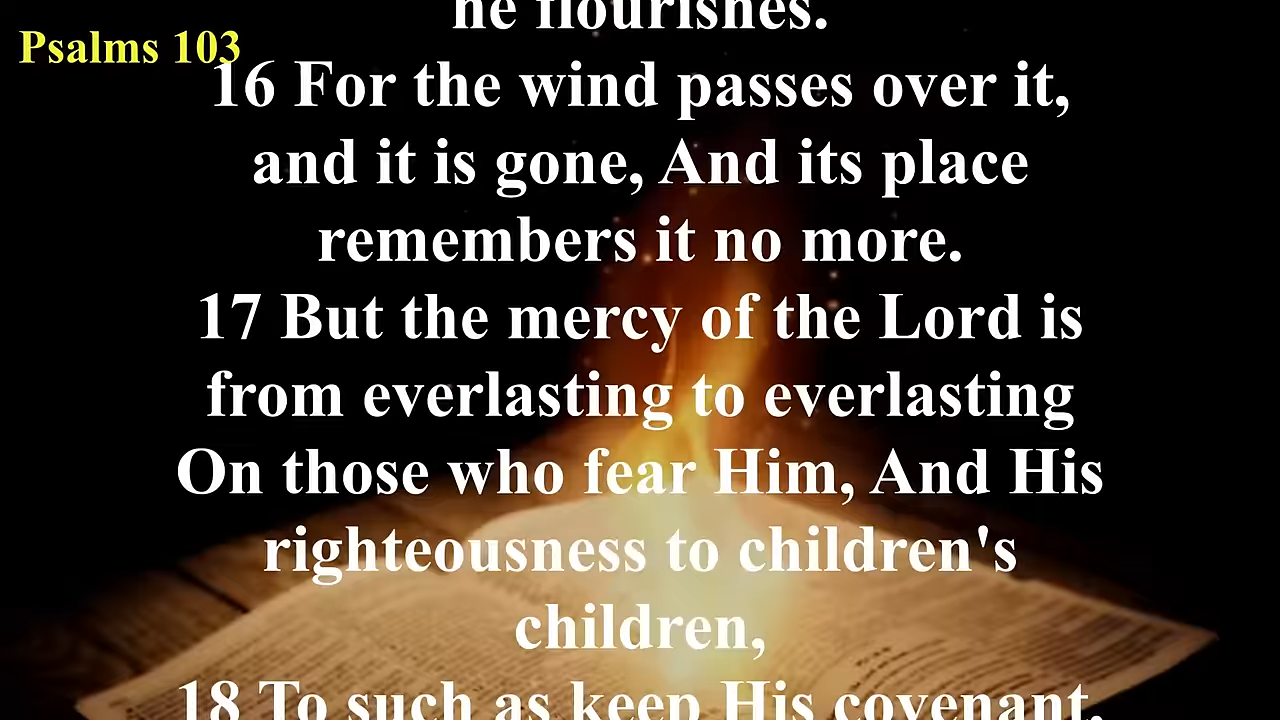 he flourishes.
Psalms 103
16 For the wind passes over it,
and it is gone, And its place
remembers it no more.
17 But the mercy of the Lord is
from everlasting to everlasting
On those who fear Him, And His
righteousness to children's
children,
18 To such as keep His covenant,